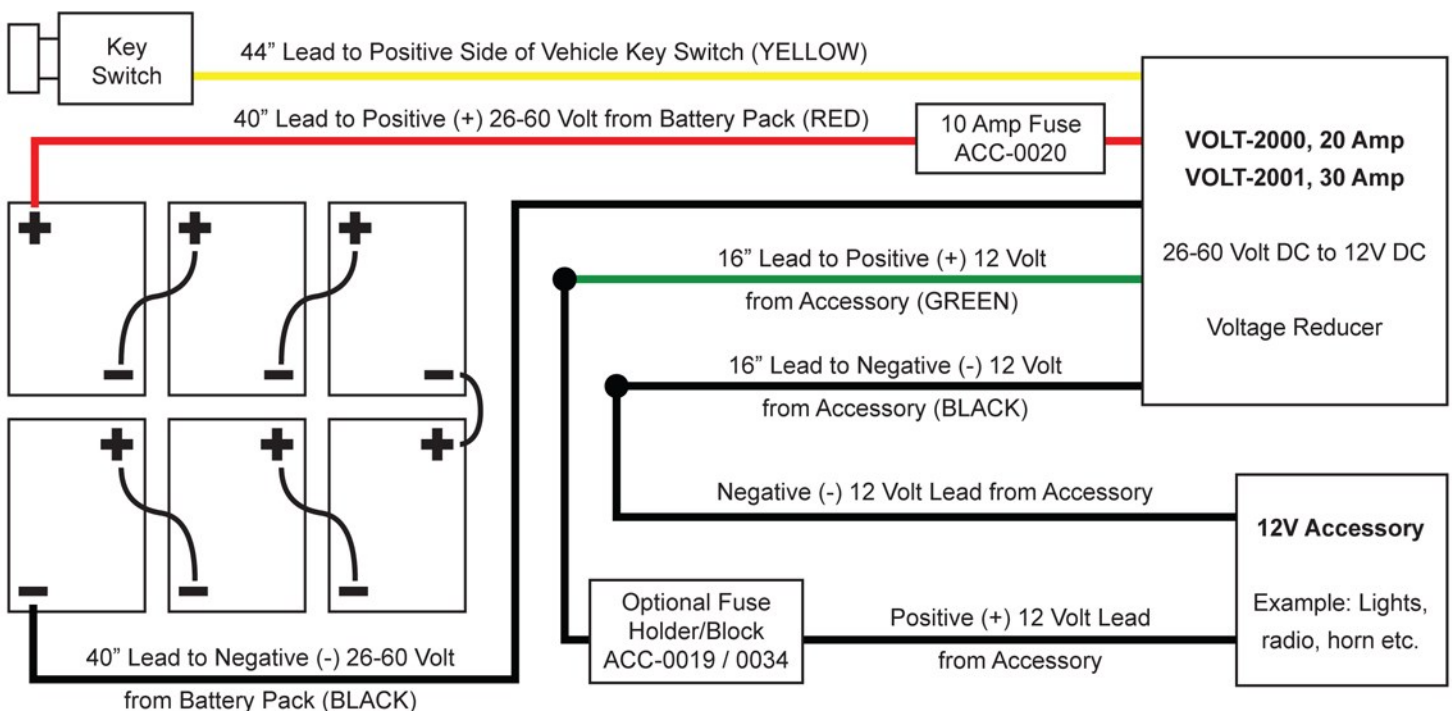 Key
Switch
44” Lead to Positive Side of Vehicle Key Switch (YELLOW)
40” Lead to Positive (+) 26-60 Volt from Battery Pack (RED)
10 Amp Fuse
ACC-0020
VOLT-2000, 20 Amp
VOLT-2001, 30 Amp
26-60 Volt DC to 12V DC
Voltage Reducer
16” Lead to Positive (+) 12 Volt
from Accessory (GREEN)
16” Lead to Negative (-) 12 Volt
from Accessory (BLACK)
Negative (-) 12 Volt Lead from Accessory
12V Accessory
Example: Lights,
radio, horn etc.
Optional Fuse
Holder/Block
ACC-0019 / 0034
Positive (+) 12 Volt Lead
from Accessory
40” Lead to Negative (-) 26-60 Volt
from Battery Pack (BLACK)